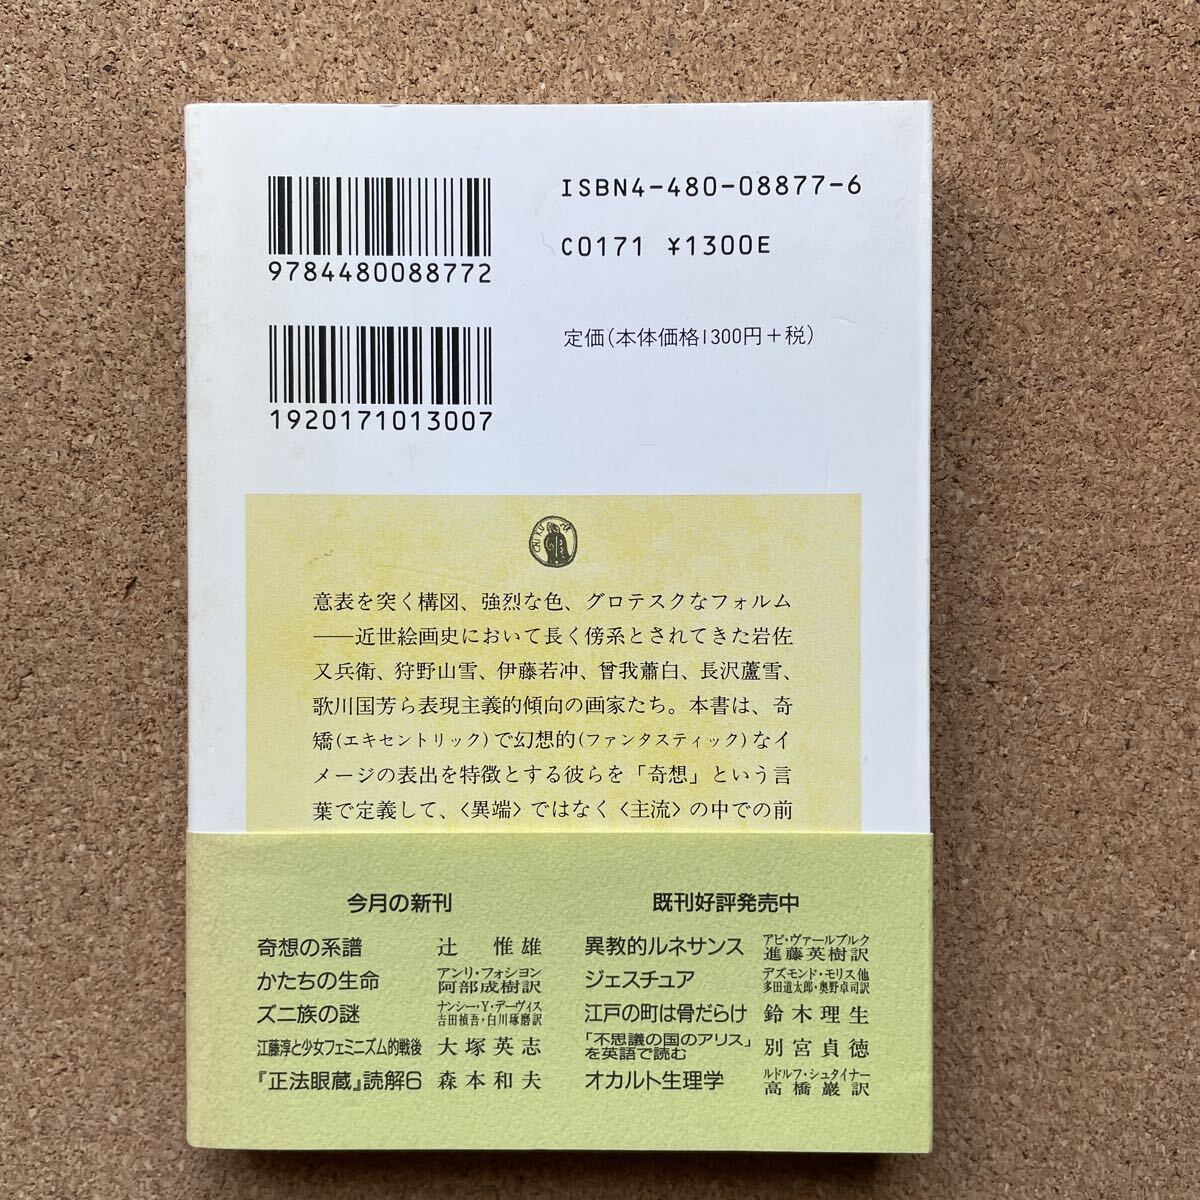 9784480088772
ISBN4-480-08877-6
C0171 ¥1300E
1920171013007
定価(本体価格1300円+税)
CHIKUMA
意表を突く構図、強烈な色、グロテスクなフォルム
──近世絵画史において長く傍系とされてきた岩佐
又兵衛、狩野山雪、伊藤若冲、曾我蕭白、長沢蘆雪、
歌川国芳ら表現主義的傾向の画家たち。本書は、奇
矯(エキセントリック)で幻想的(ファンタスティック)なイ
メージの表出を特徴とする彼らを「奇想」という言
葉で定義して、〈異端〉ではなく〈主流〉の中での前
今月の新刊
奇想の系譜 辻 惟雄
かたちの生命 アンリ・フォシヨン
阿部成樹訳
ズニ族の謎 ナンシー・Y・デーヴィス
吉田禎吾・白川琢磨訳
江藤淳と少女フェミニズム的戦後 大塚英志
『正法眼蔵』読解6 森本和夫
既刊好評発売中
異教的ルネサンス アビ・ヴァールブルク
進藤英樹訳
ジェスチュア デズモンド・モリス他
多田道太郎・奥野卓司訳
江戸の町は骨だらけ 鈴木理生
「不思議の国のアリス」
を英語で読む 別宮貞徳
オカルト生理学 ルドルフ・シュタイナー
高橋巖訳